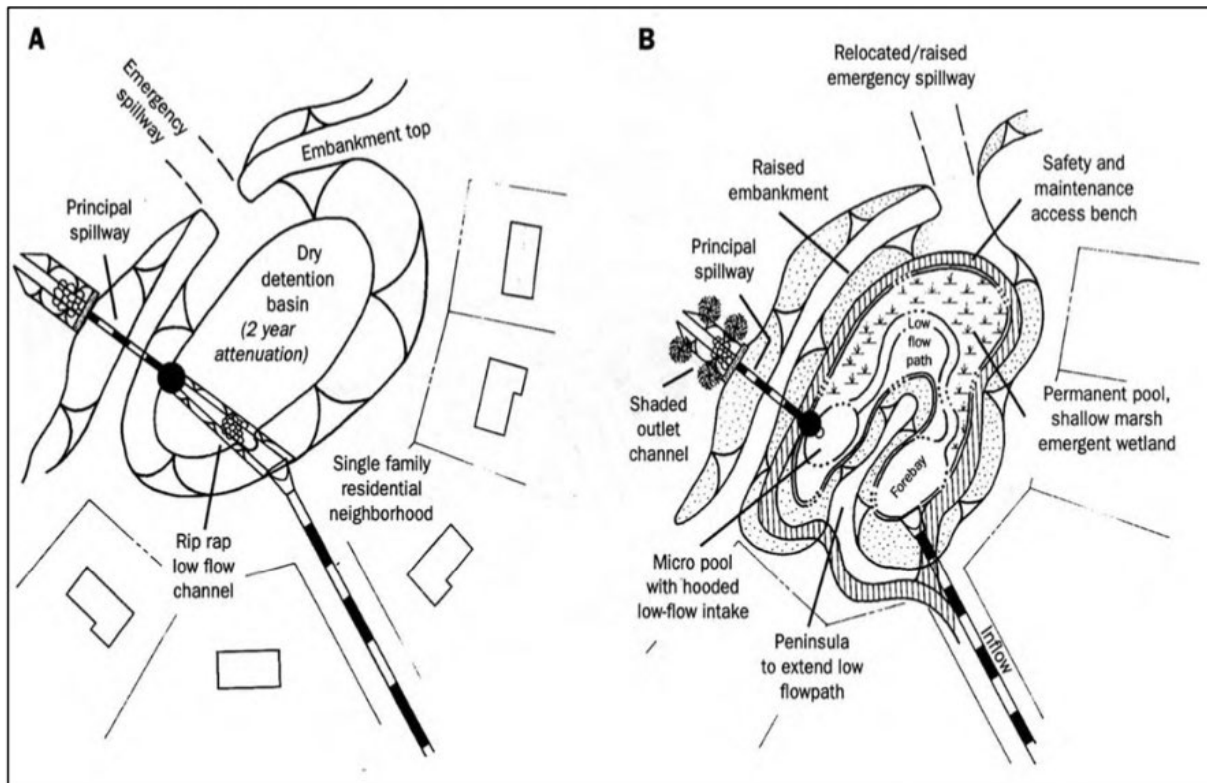 A
Emergency
spillway
Embankment top
Principal
spillway
Dry
detention
basin
(2 year
attenuation)
Single family
residential
neighborhood
Rip rap
low flow
channel
B
Relocated/raised
emergency spillway
Raised
embankment
Safety and
maintenance
access bench
Principal
spillway
Low
flow
path
Shaded
outlet
channel
Permanent pool,
shallow marsh
emergent wetland
Forebay
Micro pool
with hooded
low-flow intake
Peninsula
to extend low
flowpath
Inflow